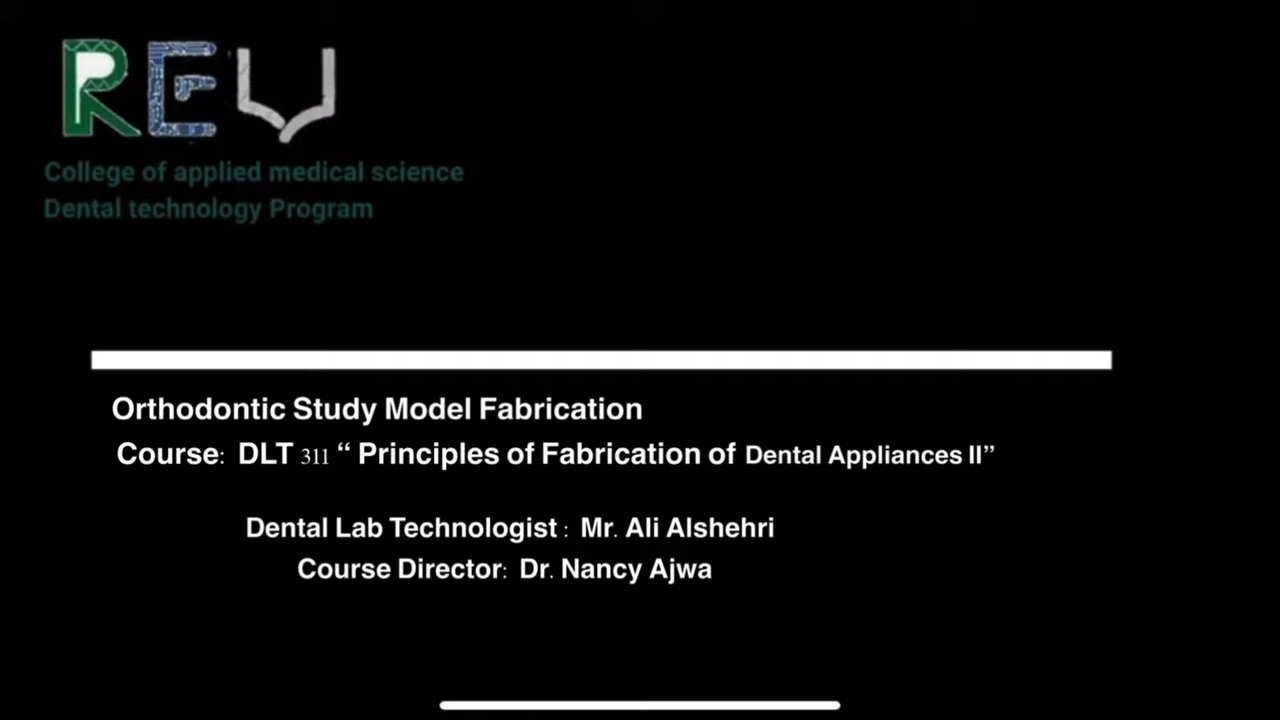 REU
College of applied medical science
Dental technology Program
Orthodontic Study Model Fabrication
Course: DLT 311 “ Principles of Fabrication of Dental Appliances II”
Dental Lab Technologist : Mr. Ali Alshehri
Course Director: Dr. Nancy Ajwa